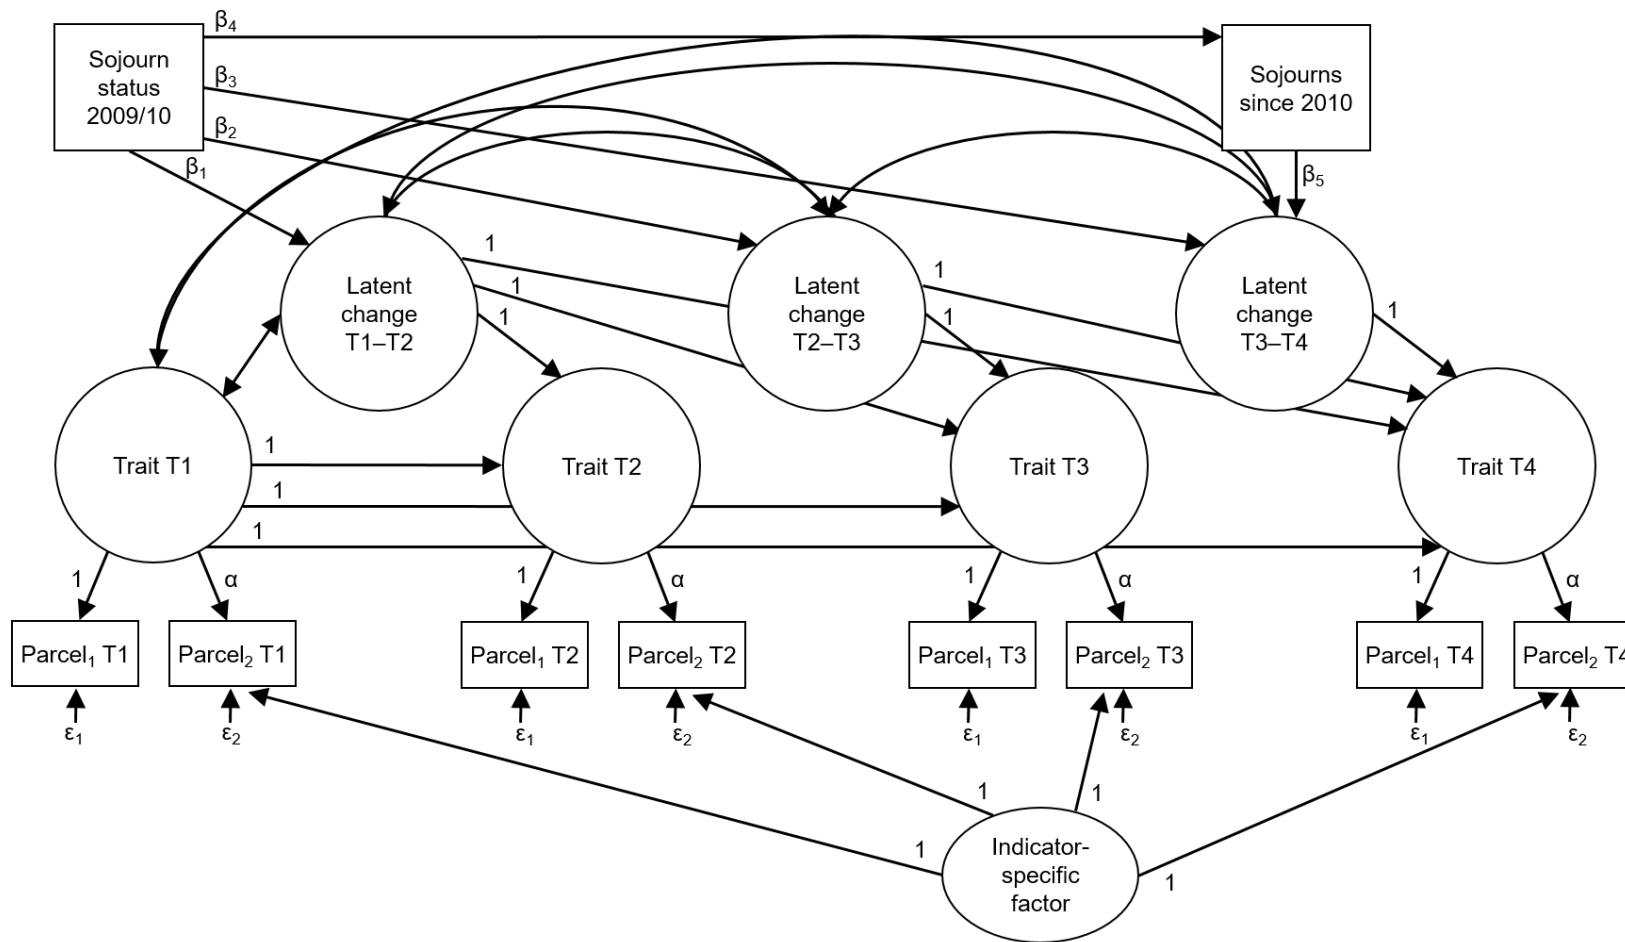 β₄
Sojourn
status
2009/10
Sojourns
since 2010
β₃
β₂
β₁
β₅
1
1
1
1
1
1
Latent
change
T1–T2
Latent
change
T2–T3
Latent
change
T3–T4
Trait T1
Trait T2
Trait T3
Trait T4
1
1
1
1
α
1
α
1
α
1
α
Parcel₁ T1
Parcel₂ T1
Parcel₁ T2
Parcel₂ T2
Parcel₁ T3
Parcel₂ T3
Parcel₁ T4
Parcel₂ T4
ε₁
ε₂
ε₁
ε₂
ε₁
ε₂
ε₁
ε₂
1
1
1
1
Indicator-
specific
factor